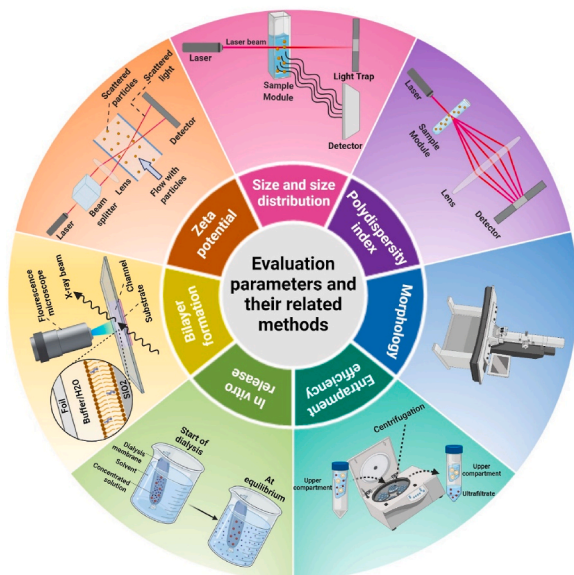 Evaluation
parameters and
their related
methods
Size and size
distribution
Laser
Laser beam
Sample
Module
Light Trap
Detector
Polydispersity
index
Laser
Sample
Module
Lens
Detector
Morphology
Entrapment
efficiency
Centrifugation
Upper
compartment
Upper
compartment
Ultrafiltrate
In vitro
release
Start of
dialysis
Dialysis
membrane
Solvent
Concentrated
solution
At
equilibrium
Bilayer
formation
Flourescence
microscope
X-ray beam
Channel
Substrate
Foil
Buffer/H2O
SIO2
Zeta
potential
Scattered
particles
Scattered
light
Detector
Flow with
particles
Lens
Beam
splitter
Laser